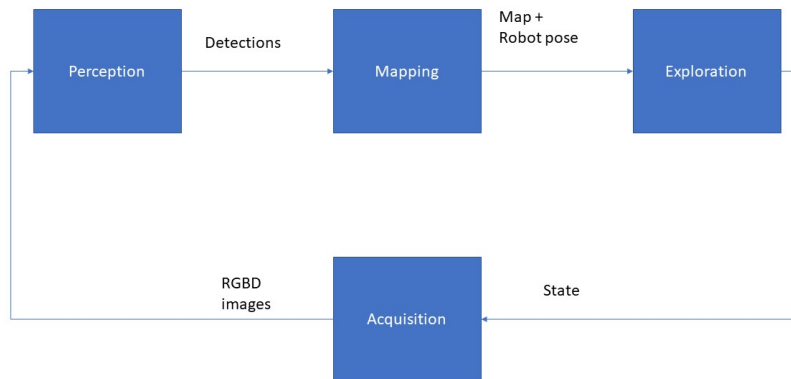 Perception
Detections
Mapping
Map +
Robot pose
Exploration
RGBD
images
Acquisition
State